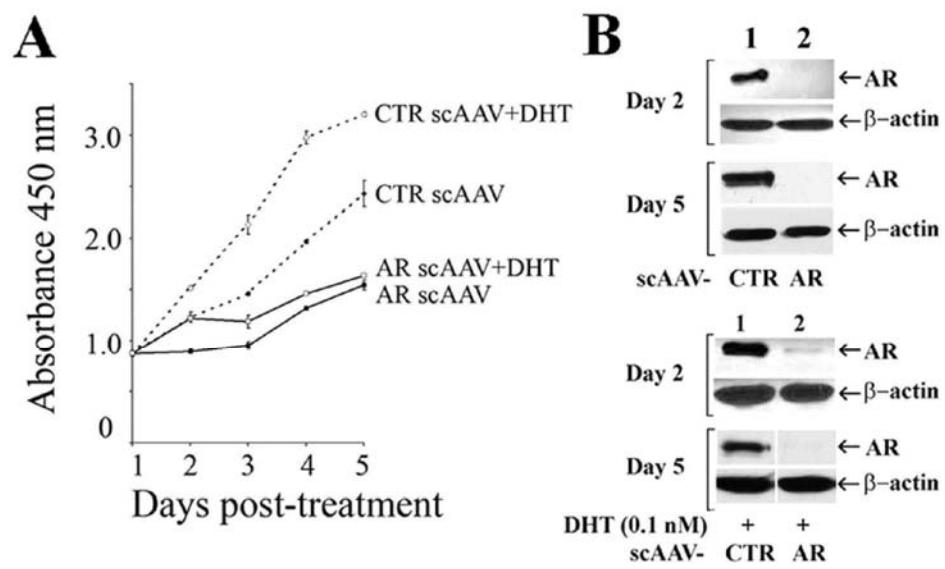 A
Absorbance 450 nm
3.0
2.0
1.0
0
CTR scAAV+DHT
CTR scAAV
AR scAAV+DHT
AR scAAV
1 2 3 4 5
Days post-treatment
B
1 2
Day 2
←AR
←β-actin
Day 5
←AR
←β-actin
scAAV- CTR AR
1 2
Day 2
←AR
←β-actin
Day 5
←AR
←β-actin
DHT (0.1 nM) + +
scAAV- CTR AR